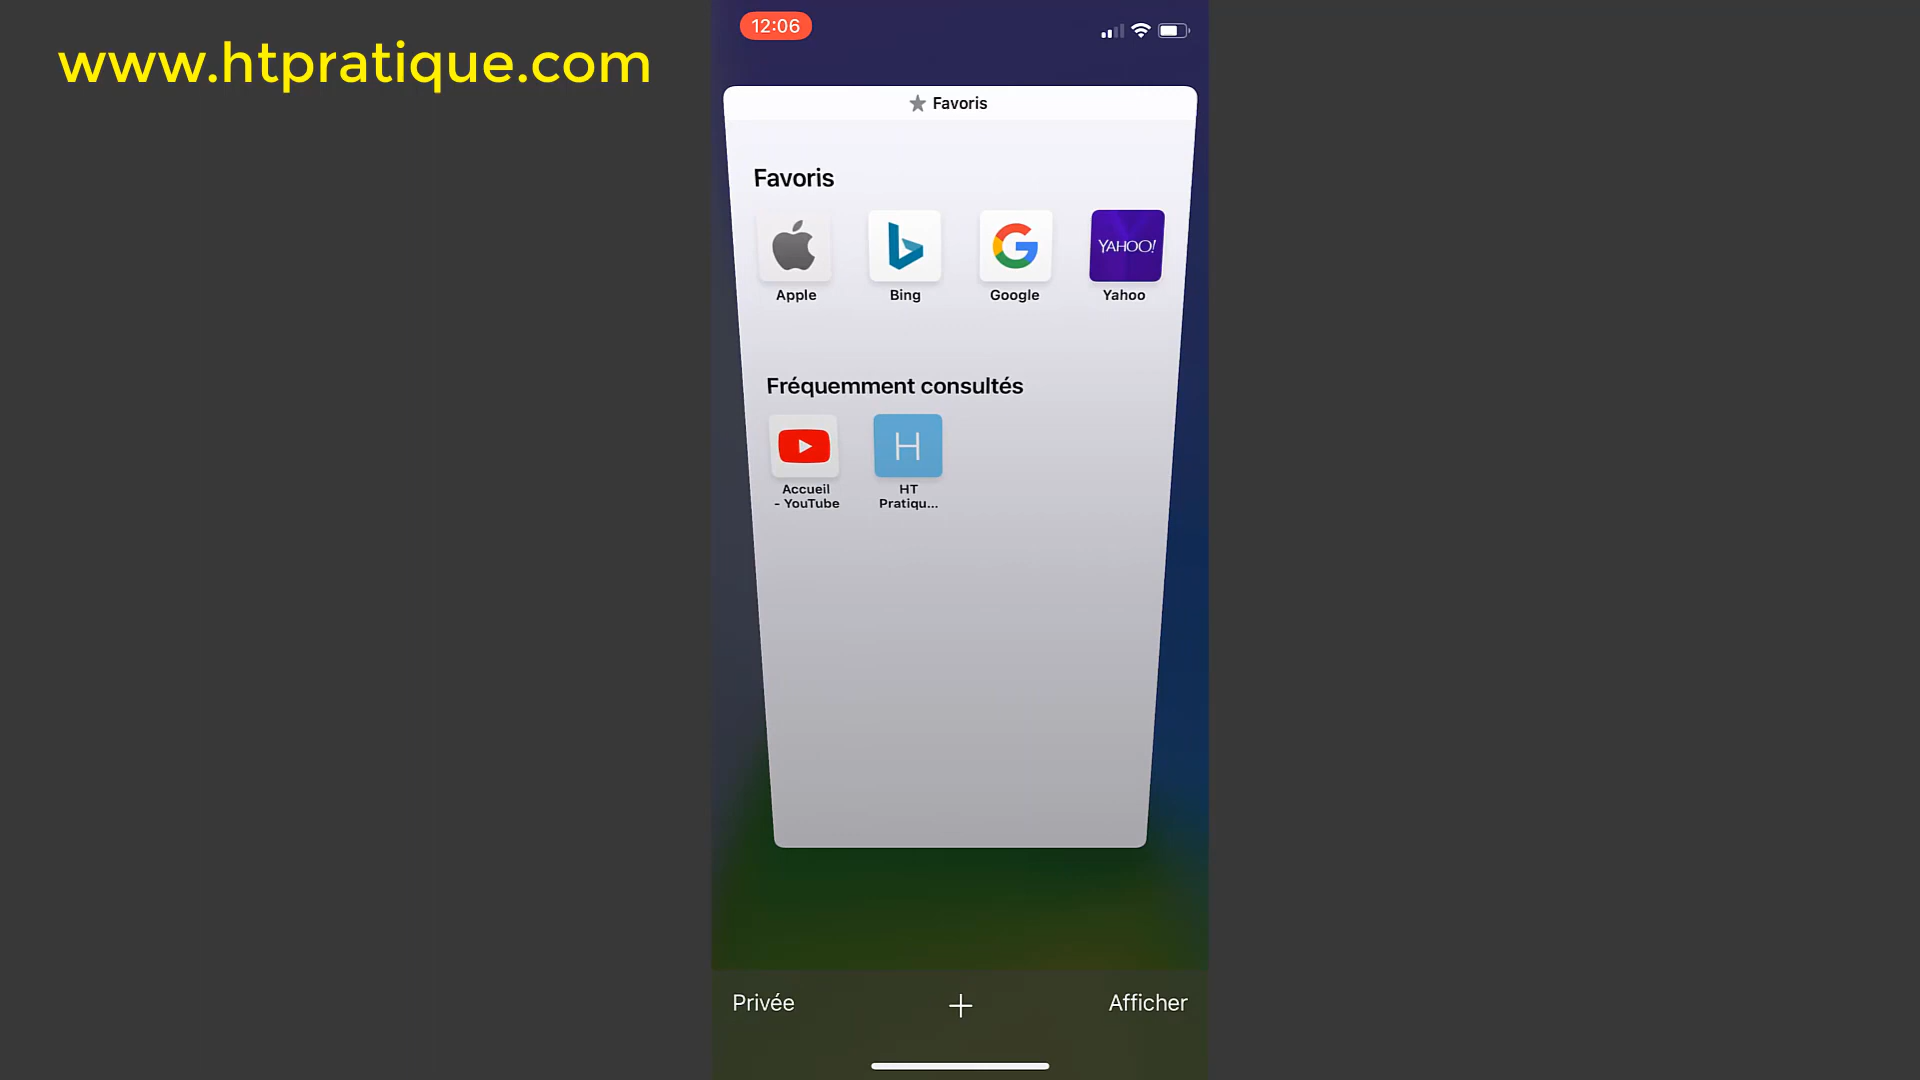 www.htpratique.com
12:06
Favoris
Favoris
YAHOO!
Apple
Bing
Google
Yahoo
Fréquemment consultés
H
Accueil
- YouTube
HT
Pratiqu...
Privée
Afficher